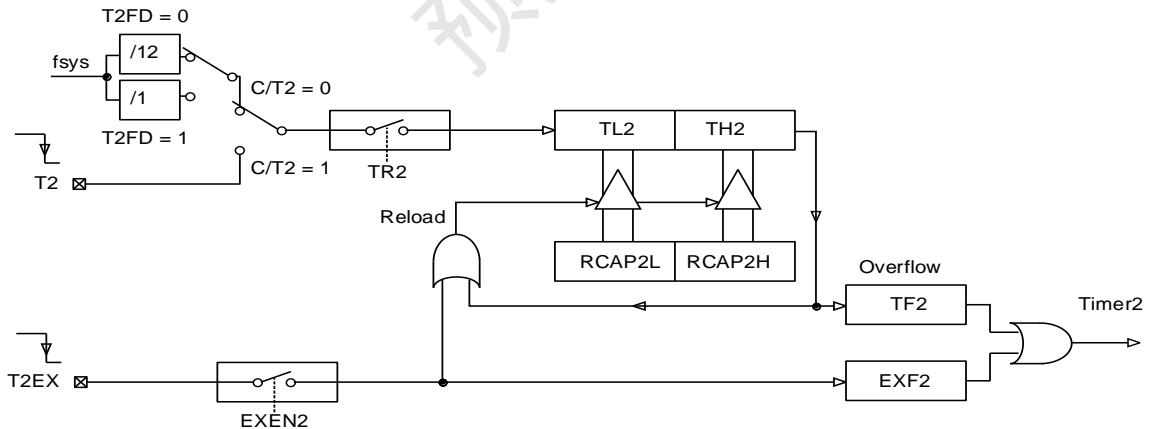 T2FD = 0
/12
fsys
/1
T2FD = 1
C/T2 = 0
C/T2 = 1
T2
TR2
TL2
TH2
Reload
RCAP2L
RCAP2H
Overflow
TF2
Timer2
T2EX
EXEN2
EXF2
预